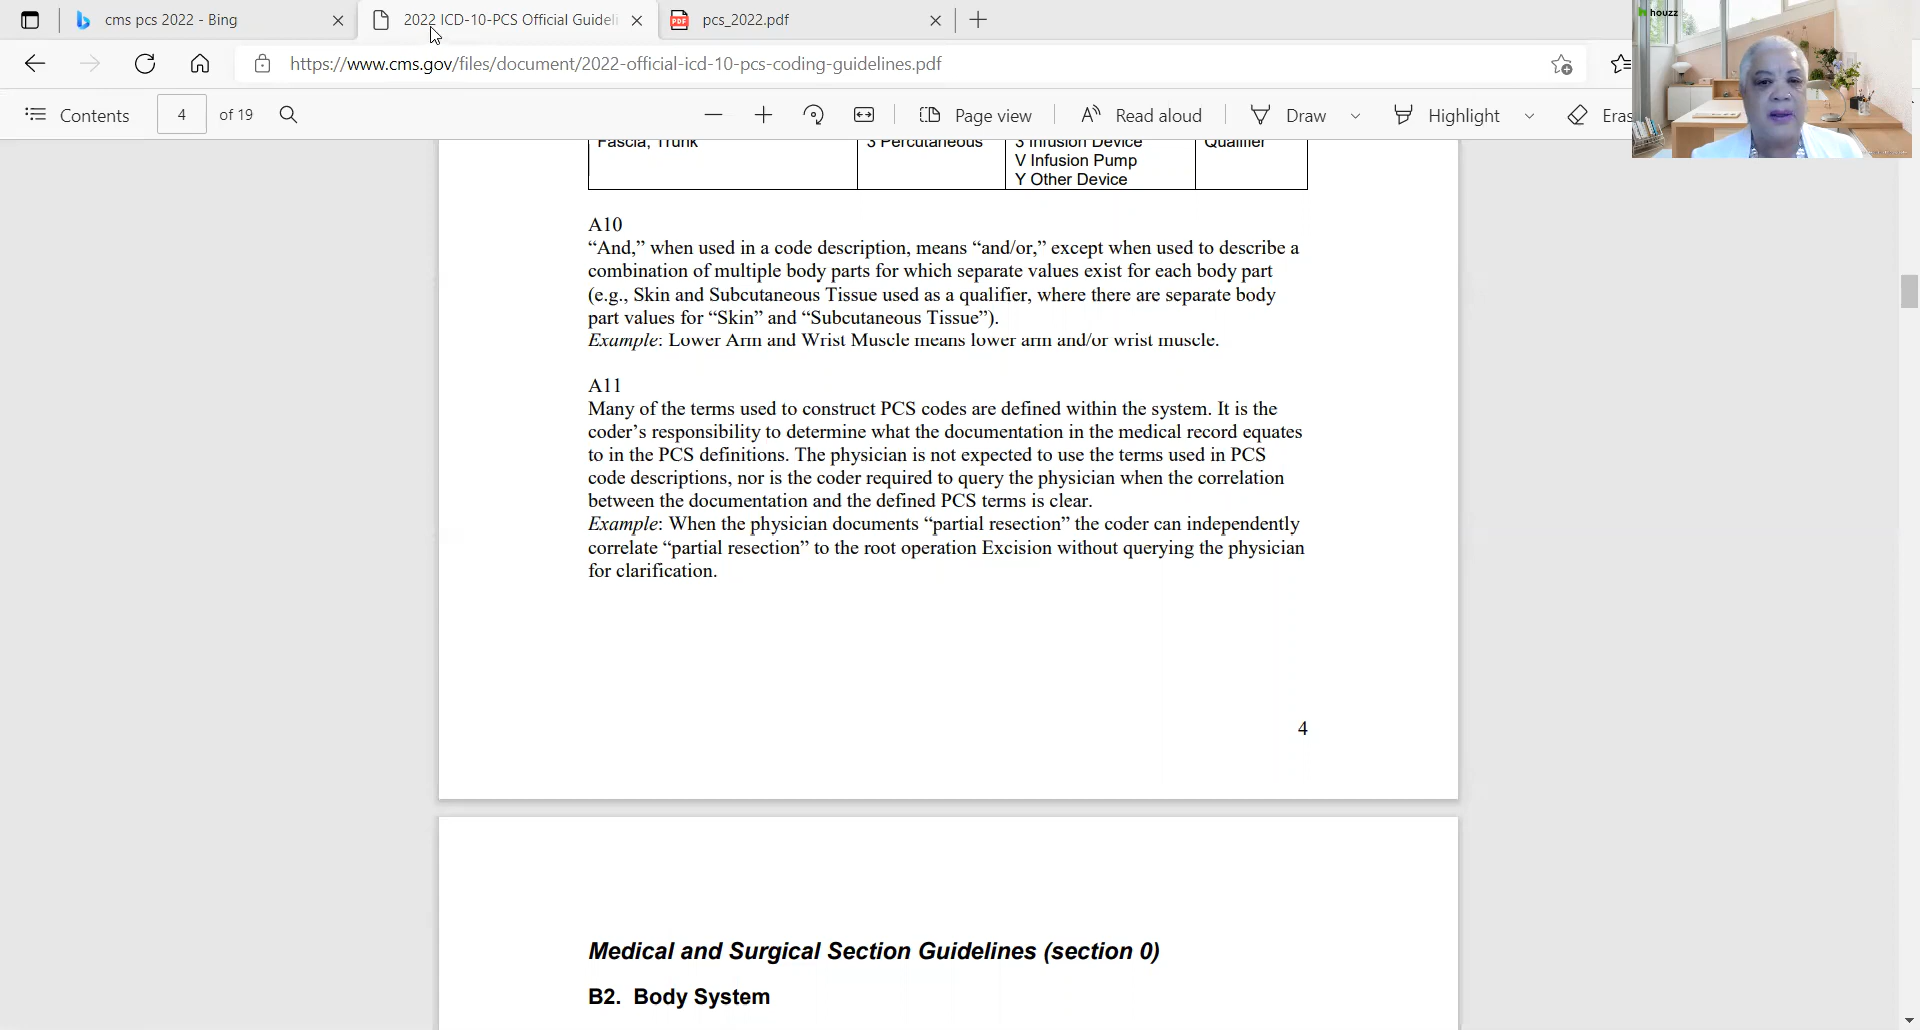 cms pcs 2022 - Bing
2022 ICD-10-PCS Official Guideli
pcs_2022.pdf
https://www.cms.gov/files/document/2022-official-icd-10-pcs-coding-guidelines.pdf
houzz
Contents
4 of 19
Page view
Read aloud
Draw
Highlight
Eras
Fascia, Trunk
3 Percutaneous
3 Infusion Device
Qualifier
V Infusion Pump
Y Other Device
A10
“And,” when used in a code description, means “and/or,” except when used to describe a
combination of multiple body parts for which separate values exist for each body part
(e.g., Skin and Subcutaneous Tissue used as a qualifier, where there are separate body
part values for “Skin” and “Subcutaneous Tissue”).
Example: Lower Arm and Wrist Muscle means lower arm and/or wrist muscle.
A11
Many of the terms used to construct PCS codes are defined within the system. It is the
coder’s responsibility to determine what the documentation in the medical record equates
to in the PCS definitions. The physician is not expected to use the terms used in PCS
code descriptions, nor is the coder required to query the physician when the correlation
between the documentation and the defined PCS terms is clear.
Example: When the physician documents “partial resection” the coder can independently
correlate “partial resection” to the root operation Excision without querying the physician
for clarification.
4
Medical and Surgical Section Guidelines (section 0)
B2. Body System